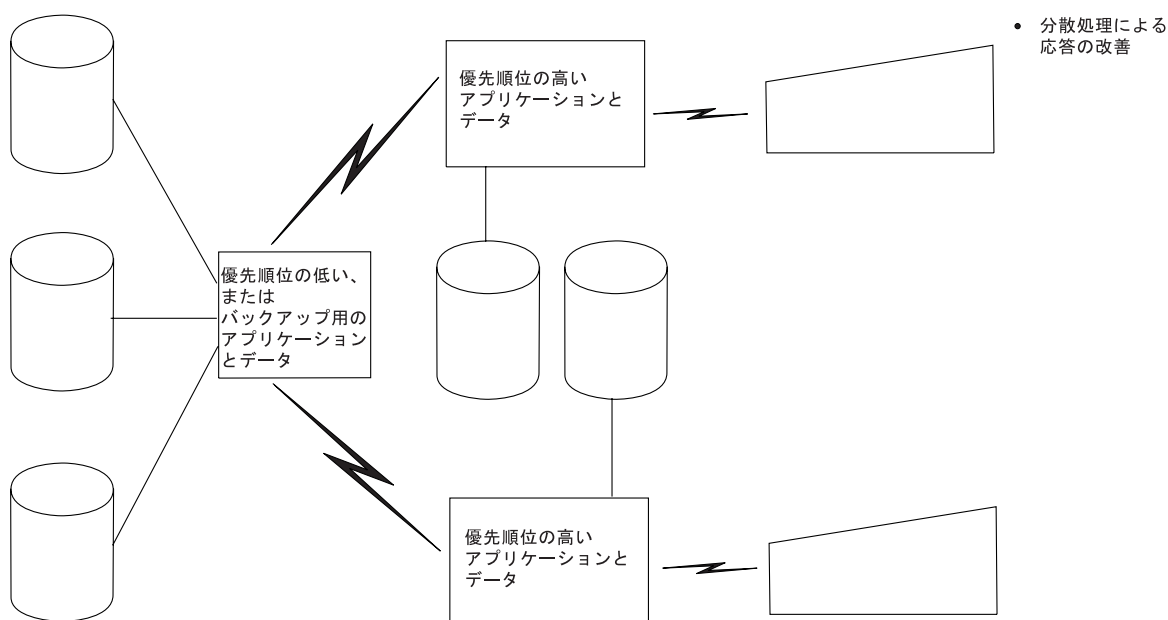 • 分散処理による
応答の改善
優先順位の高い
アプリケーションと
データ
優先順位の低い、
または
バックアップ用の
アプリケーション
とデータ
優先順位の高い
アプリケーションと
データ